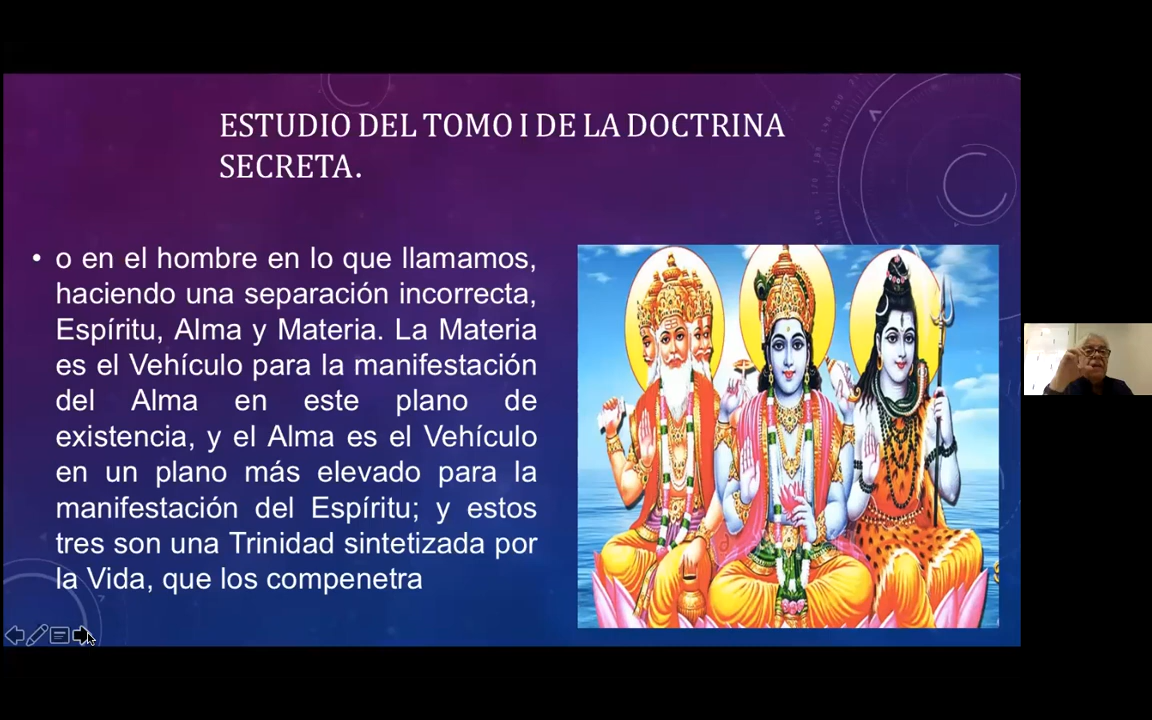 ESTUDIO DEL TOMO I DE LA DOCTRINA
SECRETA.
• o en el hombre en lo que llamamos,
haciendo una separación incorrecta,
Espíritu, Alma y Materia. La Materia
es el Vehículo para la manifestación
del Alma en este plano de
existencia, y el Alma es el Vehículo
en un plano más elevado para la
manifestación del Espíritu; y estos
tres son una Trinidad sintetizada por
la Vida, que los compenetra